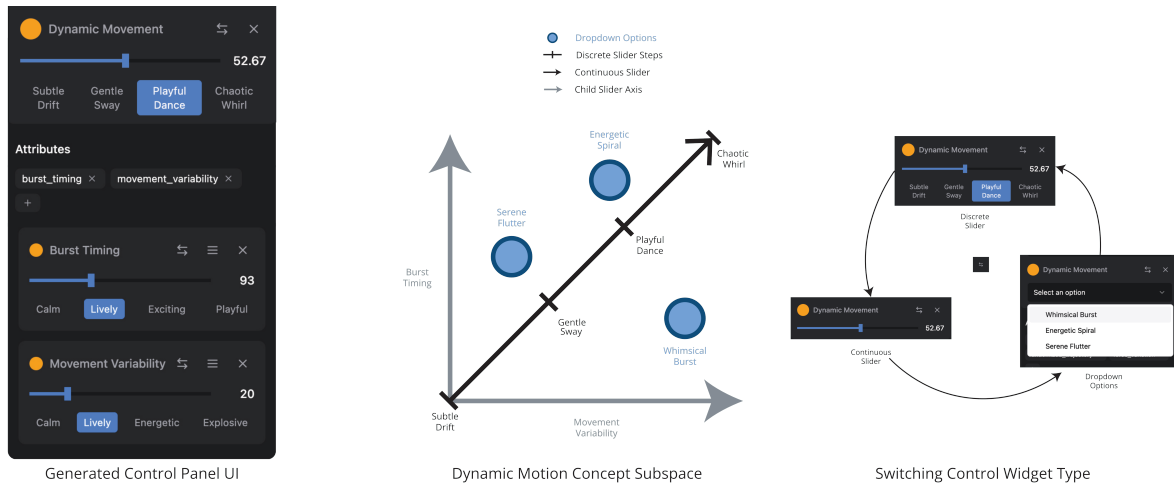 Dynamic Movement
52.67
Subtle Drift
Gentle Sway
Playful Dance
Chaotic Whirl
Attributes
burst_timing ×
movement_variability ×
+
Burst Timing
93
Calm Lively Exciting Playful
Movement Variability
20
Calm Lively Energetic Explosive
Generated Control Panel UI
Dropdown Options
Discrete Slider Steps
Continuous Slider
Child Slider Axis
Energetic
Spiral
Chaotic
Whirl
Serene
Flutter
Playful
Dance
Burst
Timing
Gentle
Sway
Whimsical
Burst
Subtle
Drift
Movement
Variability
Dynamic Motion Concept Subspace
Dynamic Movement
52.67
Subtle Drift
Gentle Sway
Playful Dance
Chaotic Whirl
Discrete
Slider
Dynamic Movement
52.67
Continuous
Slider
Dynamic Movement
Select an option
Whimsical Burst
Energetic Spiral
Serene Flutter
Dropdown
Options
Switching Control Widget Type